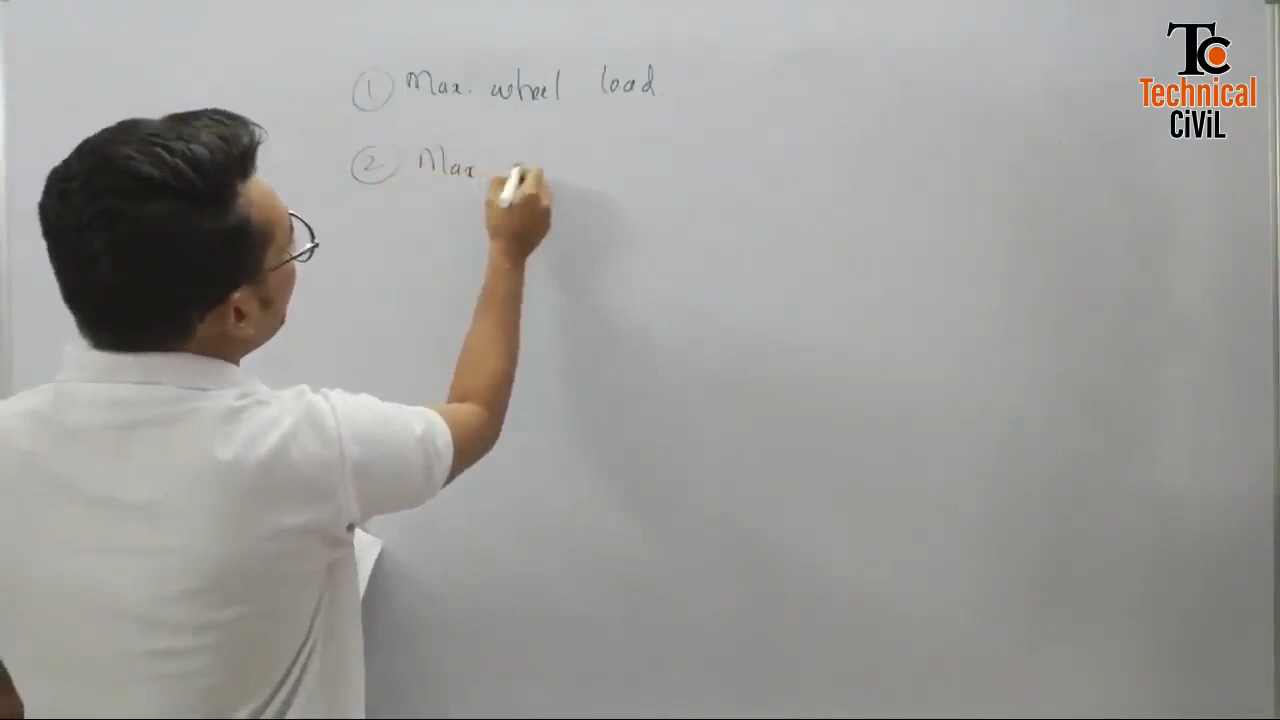 ① Max. wheel load
② Max
TC
Technical
CiViL